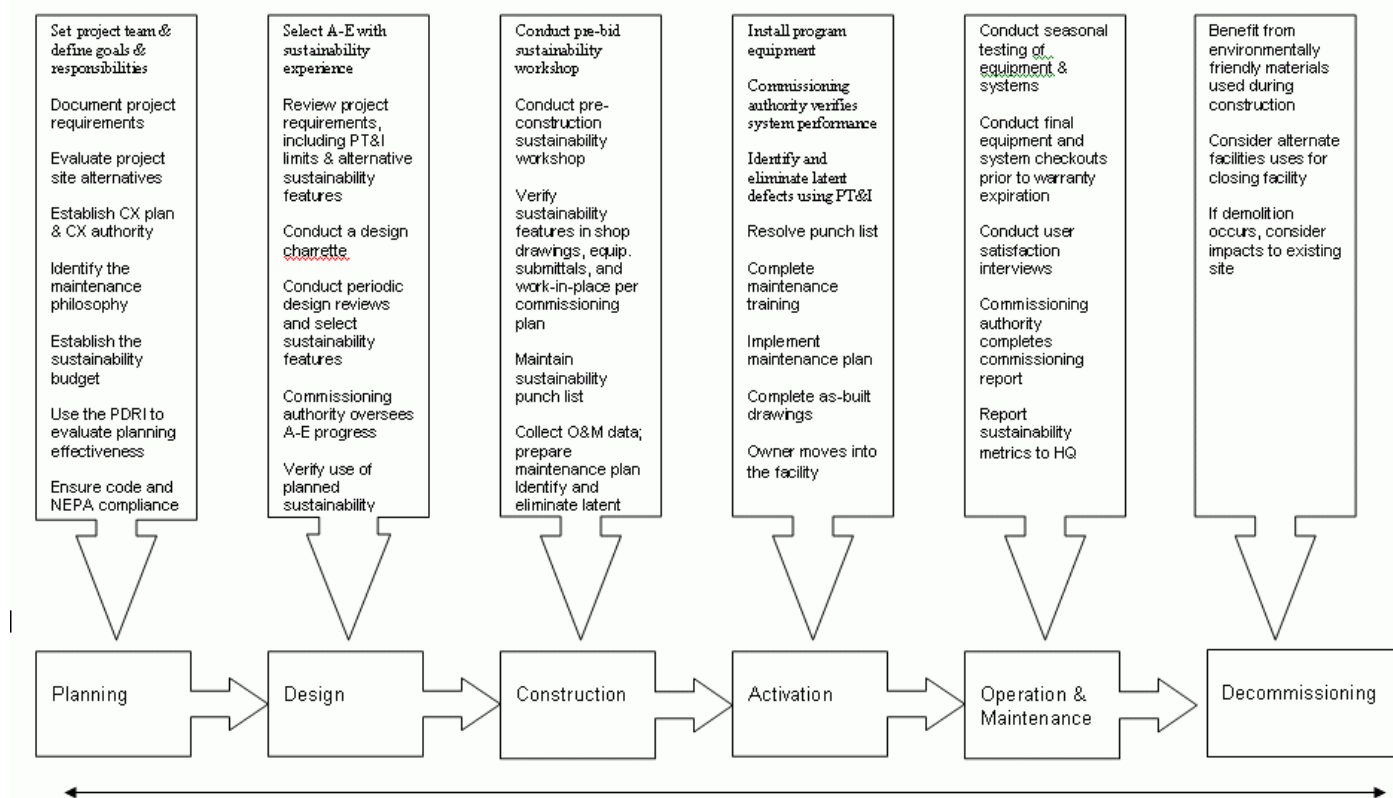 Set project team &
define goals &
responsibilities
Document project
requirements
Evaluate project
site alternatives
Establish CX plan
& CX authority
Identify the
maintenance
philosophy
Establish the
sustainability
budget
Use the PDRI to
evaluate planning
effectiveness
Ensure code and
NEPA compliance
Select A-E with
sustainability
experience
Review project
requirements,
including PT&I
limits & alternative
sustainability
features
Conduct a design
charrette
Conduct periodic
design reviews
and select
sustainability
features
Commissioning
authority oversees
A-E progress
Verify use of
planned
sustainability
Conduct pre-bid
sustainability
workshop
Conduct pre-
construction
sustainability
workshop
Verify
sustainability
features in shop
drawings, equip.
submittals, and
work-in-place per
commissioning
plan
Maintain
sustainability
punch list
Collect O&M data;
prepare
maintenance plan
Identify and
eliminate latent
Install program
equipment
Commissioning
authority verifies
system performance
Identify and
eliminate latent
defects using PT&I
Resolve punch list
Complete
maintenance
training
Implement
maintenance plan
Complete as-built
drawings
Owner moves into
the facility
Conduct seasonal
testing of
equipment &
systems
Conduct final
equipment and
system checkouts
prior to warranty
expiration
Conduct user
satisfaction
interviews
Commissioning
authority
completes
commissioning
report
Report
sustainability
metrics to HQ
Benefit from
environmentally
friendly materials
used during
construction
Consider alternate
facilities uses for
closing facility
If demolition
occurs, consider
impacts to existing
site
Planning
Design
Construction
Activation
Operation &
Maintenance
Decommissioning